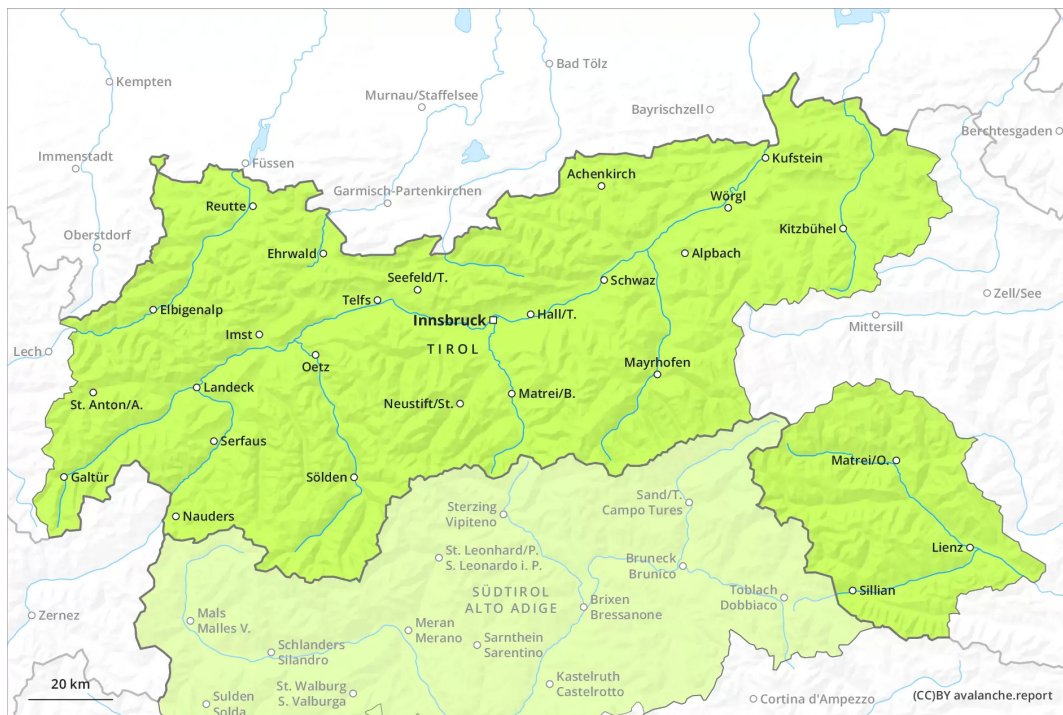 Kempten
Bad Tölz
Murnau/Staffelsee
Bayrischzell
Berchtesgaden
Immenstadt
Füssen
Kufstein
Garmisch-Partenkirchen
Achenkirch
Reutte
Wörgl
Oberstdorf
Kitzbühel
Ehrwald
Alpbach
Seefeld/T.
Schwaz
Zell/See
Telfs
Elbigenalp
Innsbruck
Hall/T.
Mittersill
Imst
TIROL
Lech
Oetz
Mayrhofen
Landeck
St. Anton/A.
Neustift/St.
Matrei/B.
Serfaus
Matrei/O.
Galtür
Sölden
Sand/T.
Campo Tures
Sterzing
Vipiteno
Nauders
Lienz
St. Leonhard/P.
S. Leonardo i. P.
Bruneck
Brunico
Sillian
SÜDTIROL
ALTO ADIGE
Toblach
Dobbiaco
Brixen
Bressanone
Zernez
Mals
Malles V.
Meran
Merano
Schlanders
Silandro
Sarnthein
Sarentino
20 km
St. Walburg
S. Valburga
Kastelruth
Castelrotto
Sulden
Solda
Cortina d'Ampezzo
(CC)BY avalanche.report